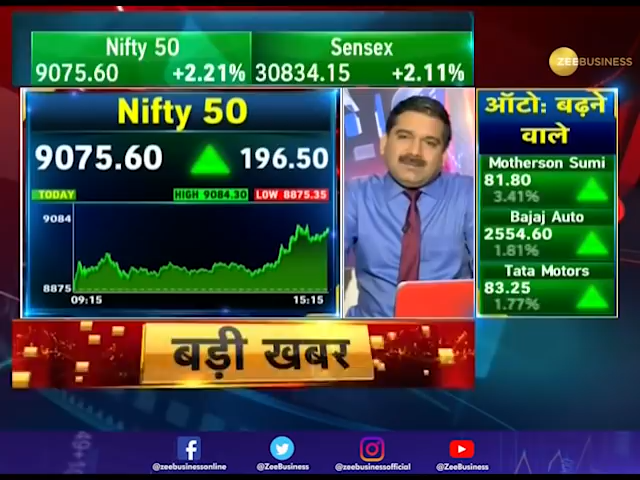 Nifty 50
9075.60 +2.21%
Sensex
30834.15 +2.11%
ZEEBUSINESS
Nifty 50
9075.60 196.50
TODAY HIGH 9084.30 LOW 8875.35
9084
8875
09:15 15:15
ऑटो: बढ़ने
वाले
Motherson Sumi
81.80
3.41%
Bajaj Auto
2554.60
1.81%
Tata Motors
83.25
1.77%
बड़ी खबर
@zeebusinessonline @ZeeBusiness @zeebusinessofficial @ZeeBusiness